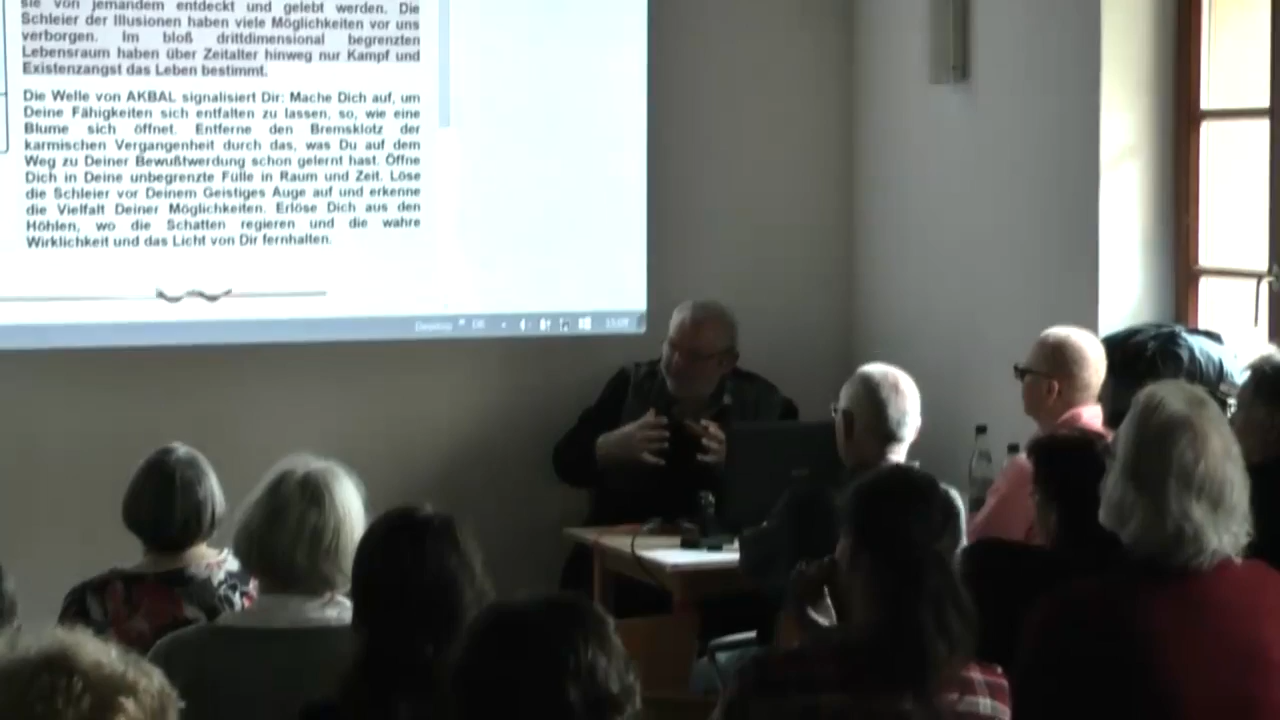 sie von jemandem entdeckt und gelebt werden. Die
Schleier der Illusionen haben viele Möglichkeiten vor uns
verborgen. Im bloß drittdimensional begrenzten
Lebensraum haben über Zeitalter hinweg nur Kampf und
Existenzangst das Leben bestimmt.
Die Welle von AKBAL signalisiert Dir: Mache Dich auf, um
Deine Fähigkeiten sich entfalten zu lassen, so, wie eine
Blume sich öffnet. Entferne den Bremsklotz der
karmischen Vergangenheit durch das, was Du auf dem
Weg zu Deiner Bewußtwerdung schon gelernt hast. Öffne
Dich in Deine unbegrenzte Fülle in Raum und Zeit. Löse
die Schleier vor Deinem Geistiges Auge auf und erkenne
die Vielfalt Deiner Möglichkeiten. Erlöse Dich aus den
Höhlen, wo die Schatten regieren und die wahre
Wirklichkeit und das Licht von Dir fernhalten.
Desktop DE